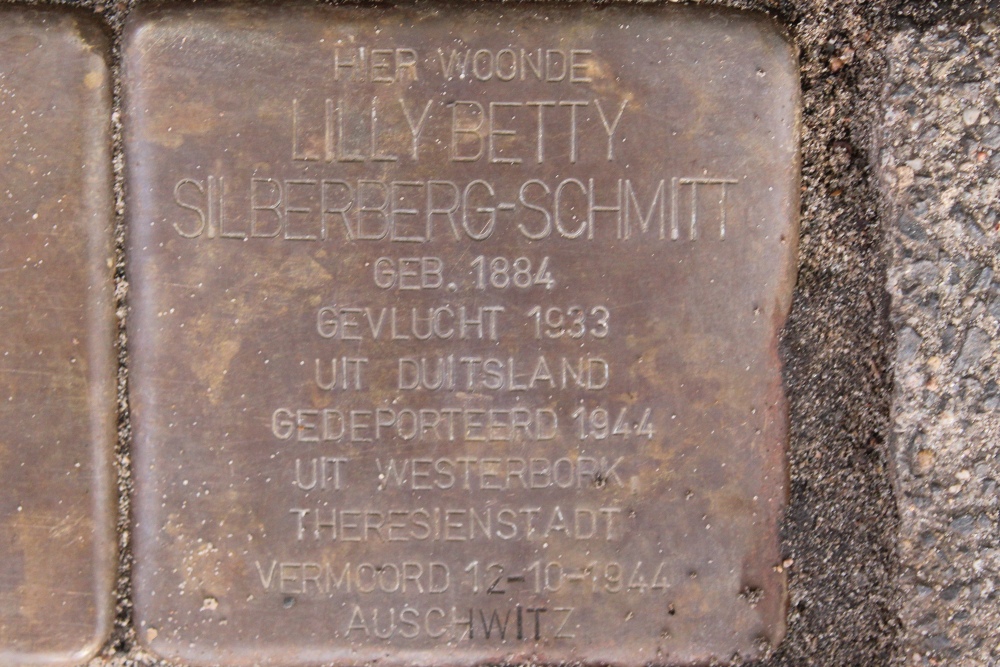 HIER WOONDE
LILLY BETTY
SILBERBERG-SCHMITT
GEB. 1884
GEVLUCHT 1933
UIT DUITSLAND
GEDEPORTEERD 1944
UIT WESTERBORK
THERESIENSTADT
VERMOORD 12-10-1944
AUSCHWITZ